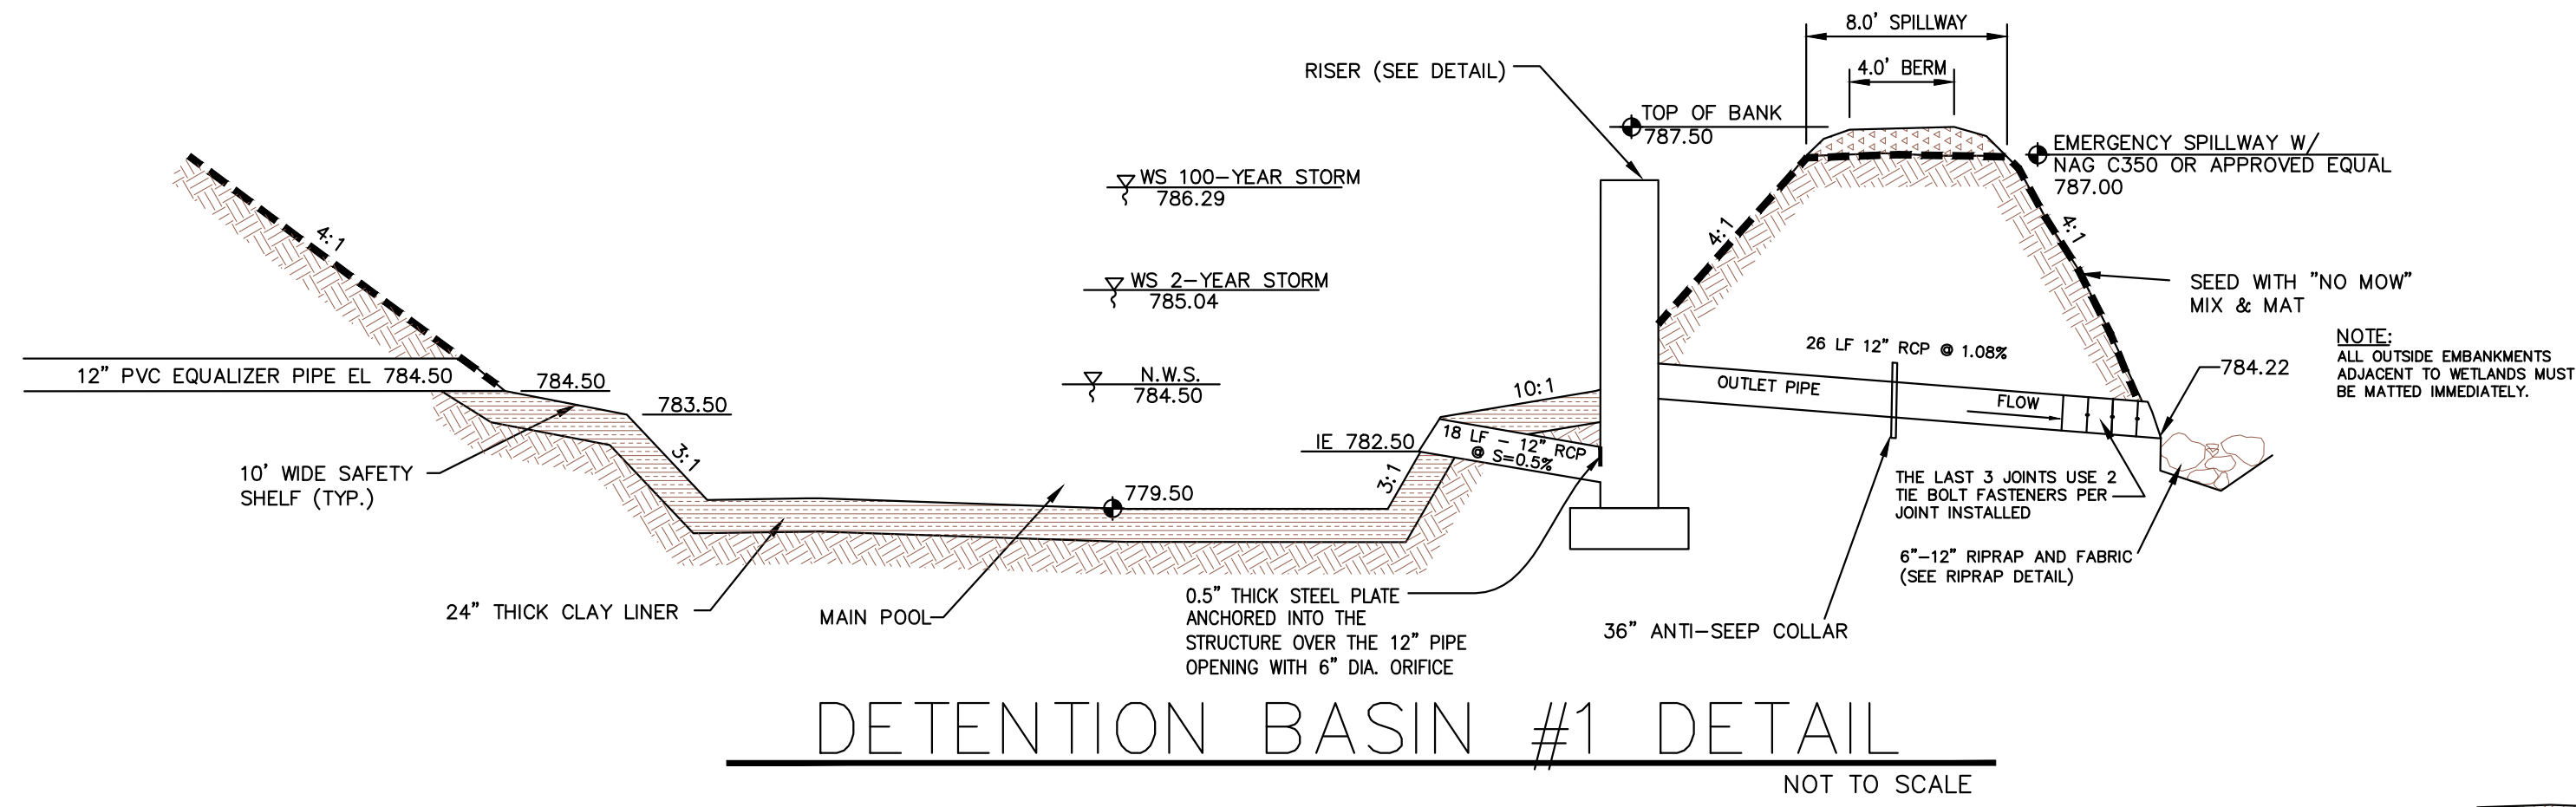 8.0' SPILLWAY
4.0' BERM
RISER (SEE DETAIL)
TOP OF BANK
787.50
EMERGENCY SPILLWAY W/
NAG C350 OR APPROVED EQUAL
787.00
WS 100-YEAR STORM
786.29
4:1
4:1
4:1
WS 2-YEAR STORM
785.04
SEED WITH "NO MOW"
MIX & MAT
NOTE:
ALL OUTSIDE EMBANKMENTS
ADJACENT TO WETLANDS MUST
BE MATTED IMMEDIATELY.
26 LF 12" RCP @ 1.08%
12" PVC EQUALIZER PIPE EL 784.50
784.50
783.50
N.W.S.
784.50
10:1
OUTLET PIPE
FLOW
784.22
IE 782.50
18 LF - 12" RCP
@ S=0.5%
3:1
3:1
10' WIDE SAFETY
SHELF (TYP.)
779.50
THE LAST 3 JOINTS USE 2
TIE BOLT FASTENERS PER
JOINT INSTALLED
6"-12" RIPRAP AND FABRIC
(SEE RIPRAP DETAIL)
24" THICK CLAY LINER
MAIN POOL
0.5" THICK STEEL PLATE
ANCHORED INTO THE
STRUCTURE OVER THE 12" PIPE
OPENING WITH 6" DIA. ORIFICE
36" ANTI-SEEP COLLAR
DETENTION BASIN #1 DETAIL
NOT TO SCALE